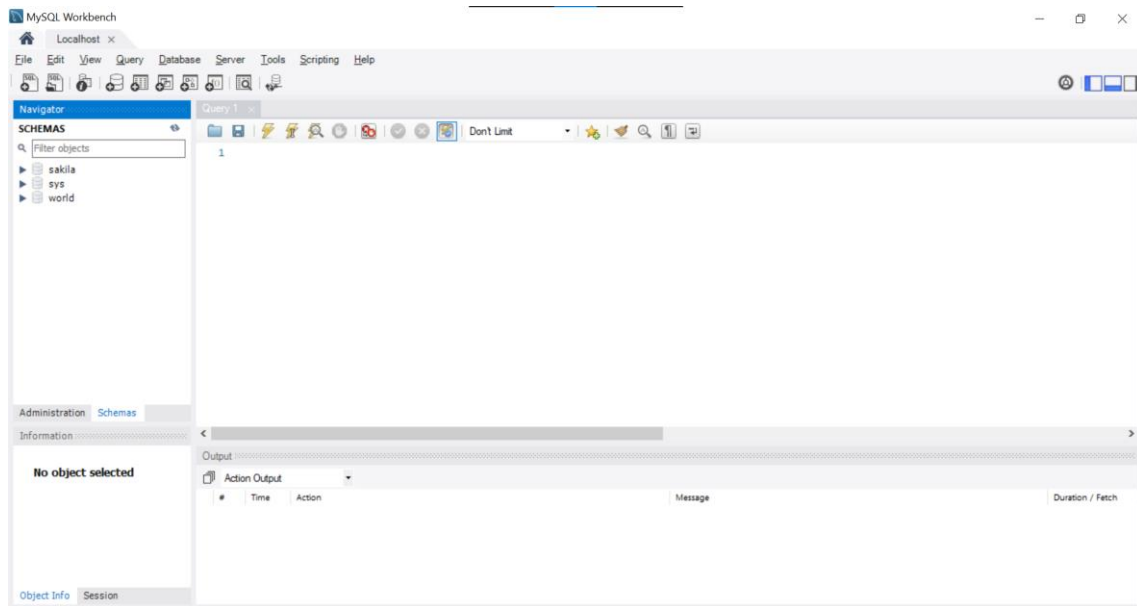 MySQL Workbench
Localhost
File Edit View Query Database Server Tools Scripting Help
Navigator
Query 1
SCHEMAS
Don't Limit
Filter objects
1
sakila
sys
world
Administration Schemas
Information
Output
No object selected
Action Output
# Time Action Message Duration / Fetch
Object Info Session